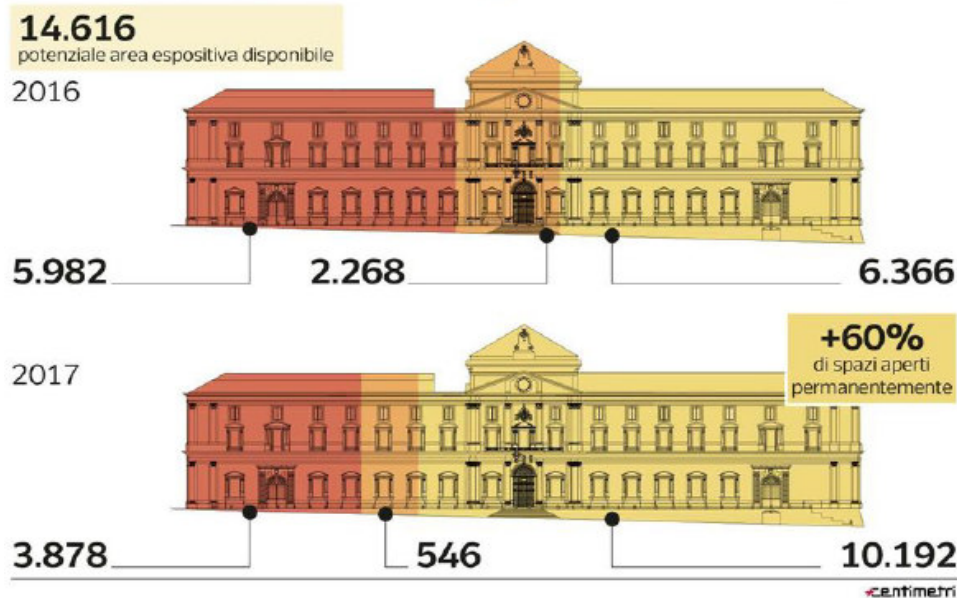 14.616
potenziale area espositiva disponibile
2016
5.982
2.268
6.366
2017
+60%
di spazi aperti
permanentemente
3.878
546
10.192
centimetri